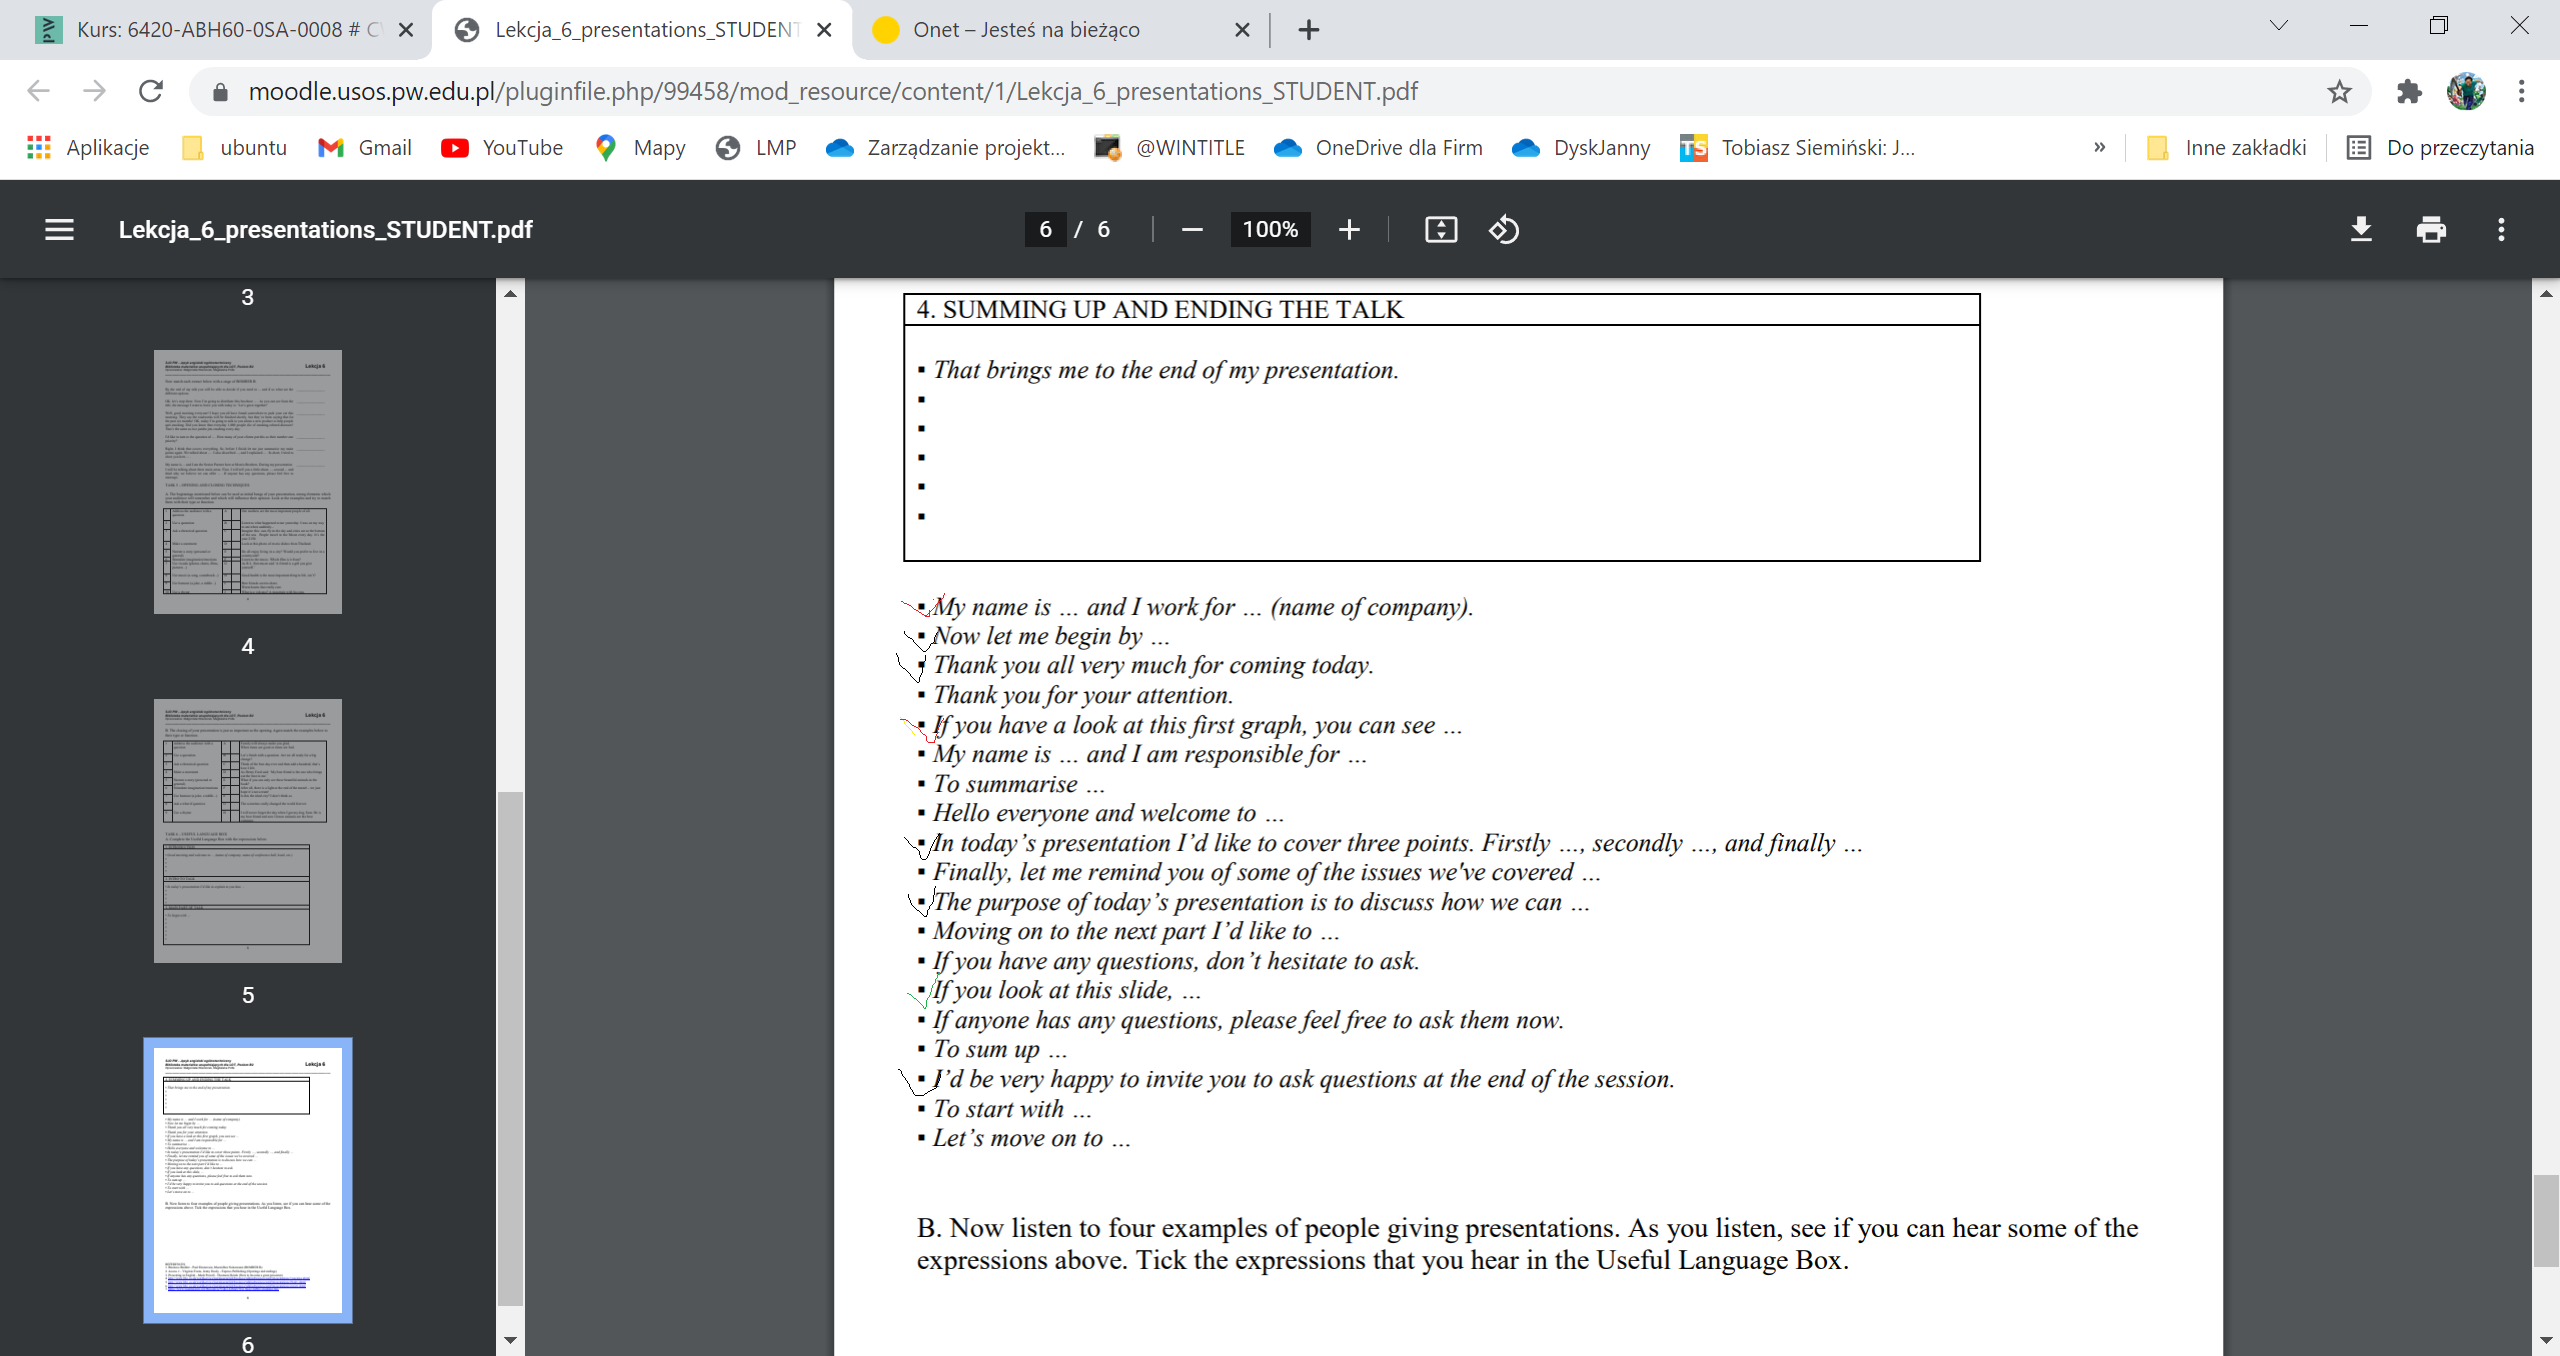 Kurs: 6420-ABH60-0SA-0008 # C
Lekcja_6_presentations_STUDENT
Onet – Jesteś na bieżąco
moodle.usos.pw.edu.pl/pluginfile.php/99458/mod_resource/content/1/Lekcja_6_presentations_STUDENT.pdf
Aplikacje ubuntu Gmail YouTube Mapy LMP Zarządzanie projekt... @WINTITLE OneDrive dla Firm DyskJanny Tobiasz Siemiński: J... » Inne zakładki Do przeczytania
Lekcja_6_presentations_STUDENT.pdf 6 / 6 100%
3
Lekcja 6
4
Lekcja 6
5
Lekcja 6
6
4. SUMMING UP AND ENDING THE TALK
▪ That brings me to the end of my presentation.
▪
▪
▪
▪
▪
▪ My name is … and I work for … (name of company).
▪ Now let me begin by …
▪ Thank you all very much for coming today.
▪ Thank you for your attention.
▪ If you have a look at this first graph, you can see …
▪ My name is … and I am responsible for …
▪ To summarise …
▪ Hello everyone and welcome to …
▪ In today’s presentation I’d like to cover three points. Firstly …, secondly …, and finally …
▪ Finally, let me remind you of some of the issues we've covered …
▪ The purpose of today’s presentation is to discuss how we can …
▪ Moving on to the next part I’d like to …
▪ If you have any questions, don’t hesitate to ask.
▪ If you look at this slide, …
▪ If anyone has any questions, please feel free to ask them now.
▪ To sum up …
▪ I’d be very happy to invite you to ask questions at the end of the session.
▪ To start with …
▪ Let’s move on to …
B. Now listen to four examples of people giving presentations. As you listen, see if you can hear some of the
expressions above. Tick the expressions that you hear in the Useful Language Box.